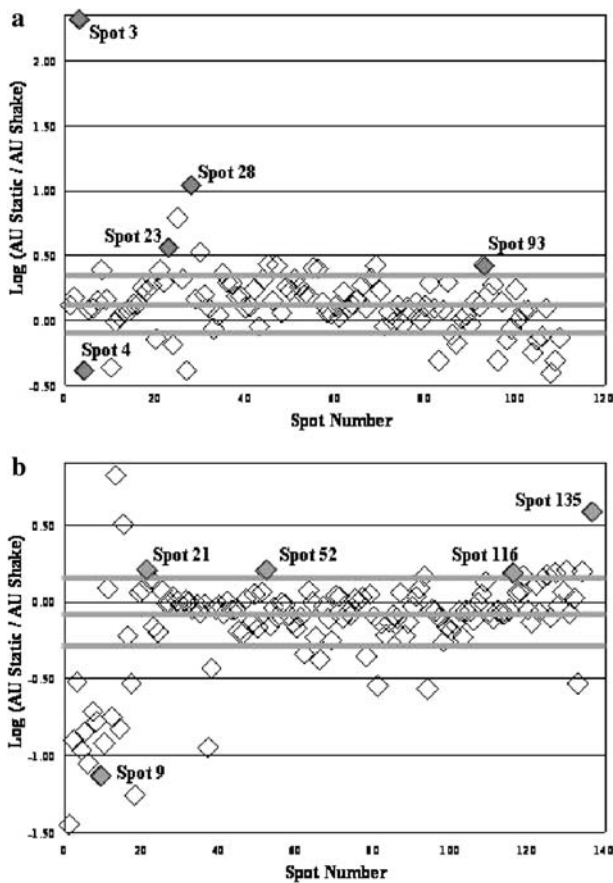 a
Spot 3
2.00
1.50
Spot 28
1.00
Spot 23
Spot 93
0.50
0.00
Spot 4
-0.50
0 20 40 60 80 100 120
Log (AU Static / AU Shake)
Spot Number
b
Spot 135
0.50
Spot 21
Spot 52
Spot 116
0.00
-0.50
-1.00
Spot 9
-1.50
0 20 40 60 80 100 120 140
Log (AU Static / AU Shake)
Spot Number